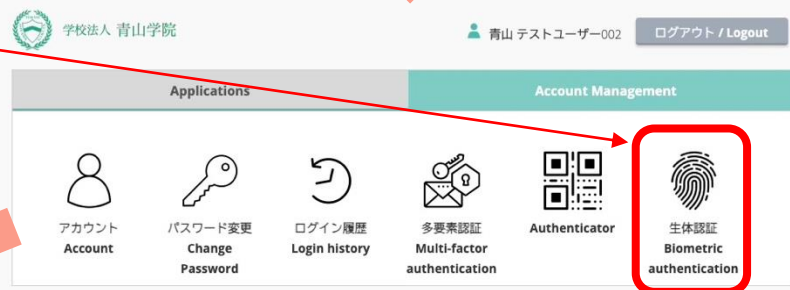 学校法人 青山学院
青山 テストユーザー002
ログアウト / Logout
Applications
Account Management
アカウント
Account
パスワード変更
Change
Password
ログイン履歴
Login history
多要素認証
Multi-factor
authentication
Authenticator
生体認証
Biometric
authentication